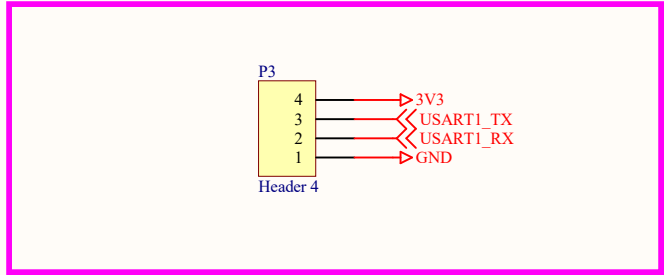 P3
4 3V3
3 USART1_TX
2 USART1_RX
1 GND
Header 4